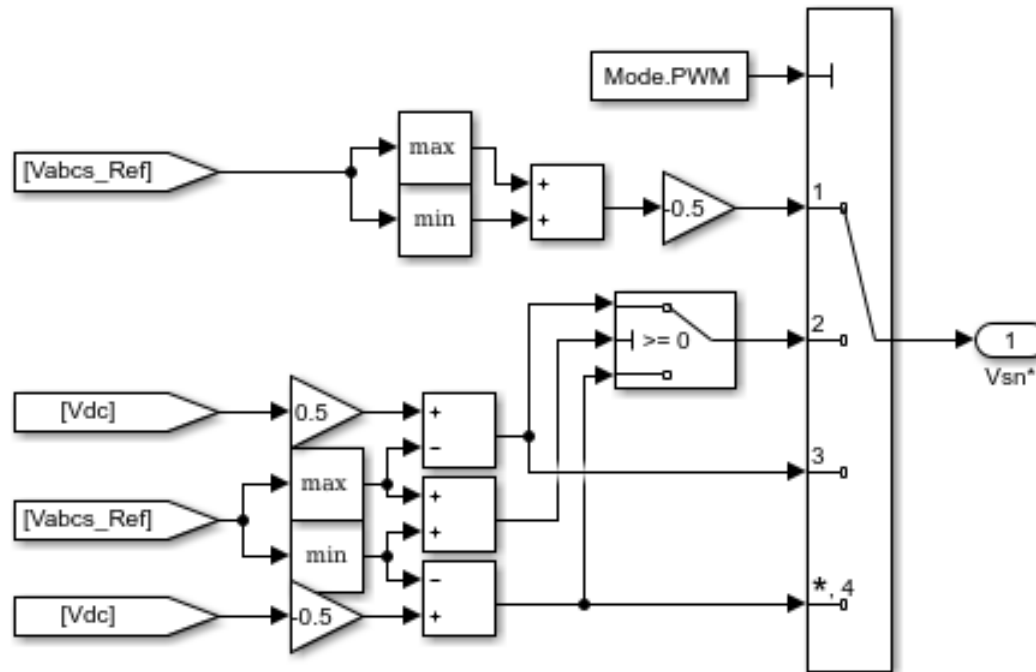 Mode.PWM
[Vabcs_Ref]
max
min
+
+
-0.5
1
>= 0
2
1
Vsn*
[Vdc]
0.5
+
−
3
[Vabcs_Ref]
max
min
+
+
−
+
*, 4
[Vdc]
-0.5